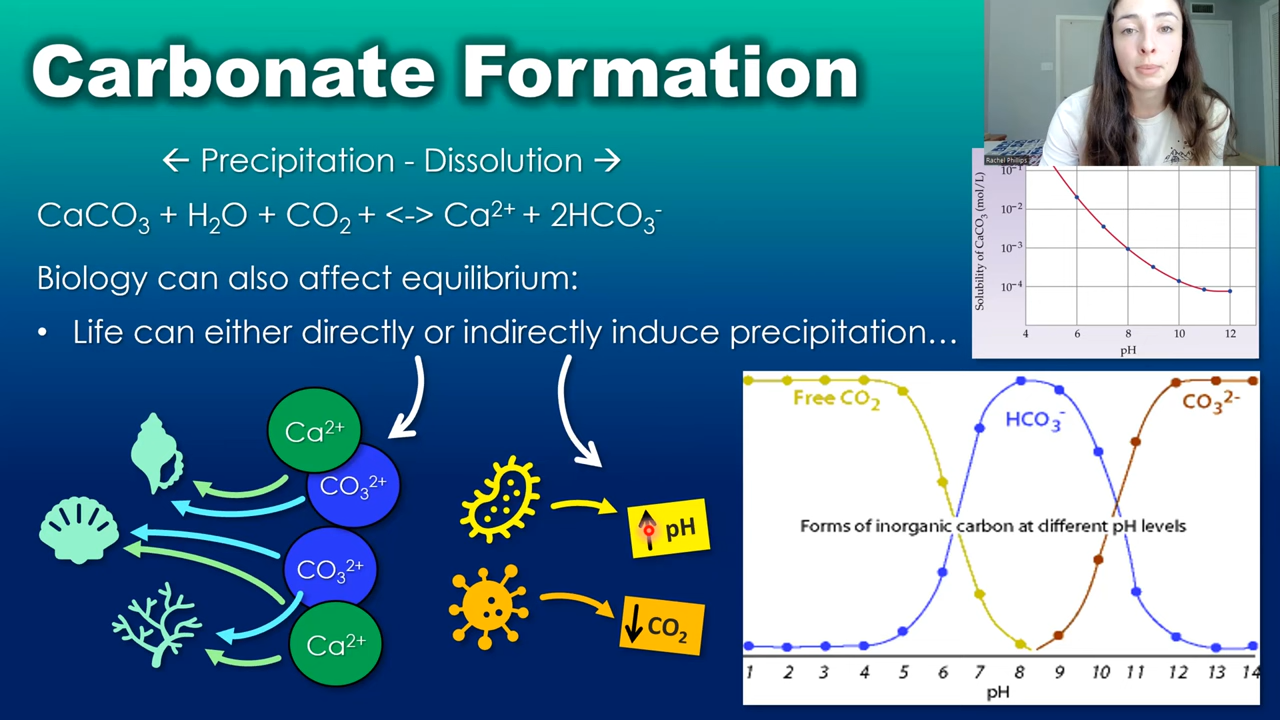 Carbonate Formation
← Precipitation - Dissolution →
CaCO₃ + H₂O + CO₂ + <-> Ca²⁺ + 2HCO₃⁻
Biology can also affect equilibrium:
• Life can either directly or indirectly induce precipitation…
Ca²⁺
CO₃²⁺
CO₃²⁺
Ca²⁺
↑ pH
↓ CO₂
Rachel Phillips
Solubility of CaCO₃ (mol/L)
10⁻¹
10⁻²
10⁻³
10⁻⁴
4 6 8 10 12
pH
Free CO₂
HCO₃⁻
CO₃²⁻
Forms of inorganic carbon at different pH levels
1 2 3 4 5 6 7 8 9 10 11 12 13 14
pH